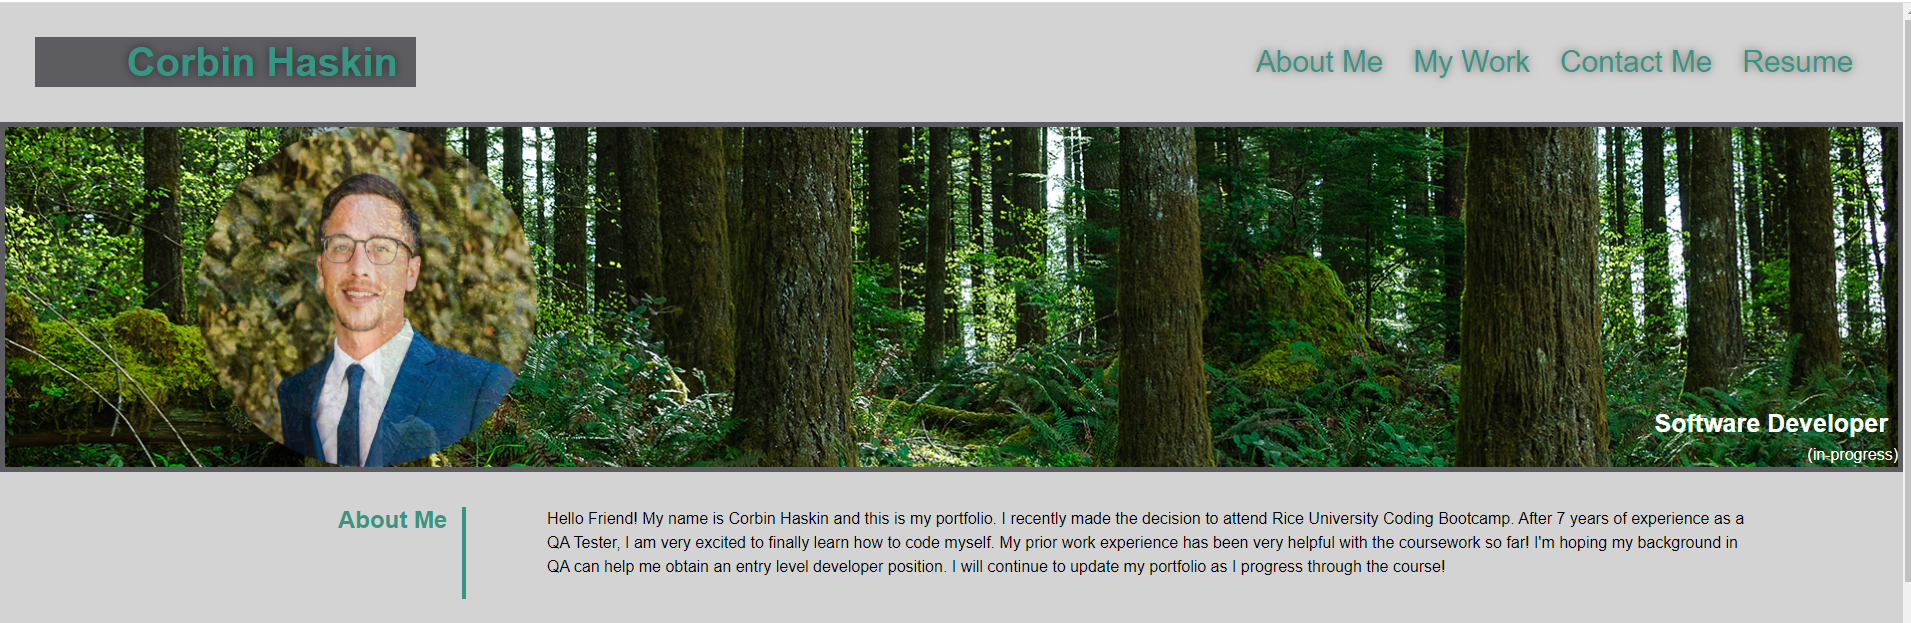 Corbin Haskin
About Me My Work Contact Me Resume
Software Developer
(in-progress)
About Me
Hello Friend! My name is Corbin Haskin and this is my portfolio. I recently made the decision to attend Rice University Coding Bootcamp. After 7 years of experience as a
QA Tester, I am very excited to finally learn how to code myself. My prior work experience has been very helpful with the coursework so far! I'm hoping my background in
QA can help me obtain an entry level developer position. I will continue to update my portfolio as I progress through the course!